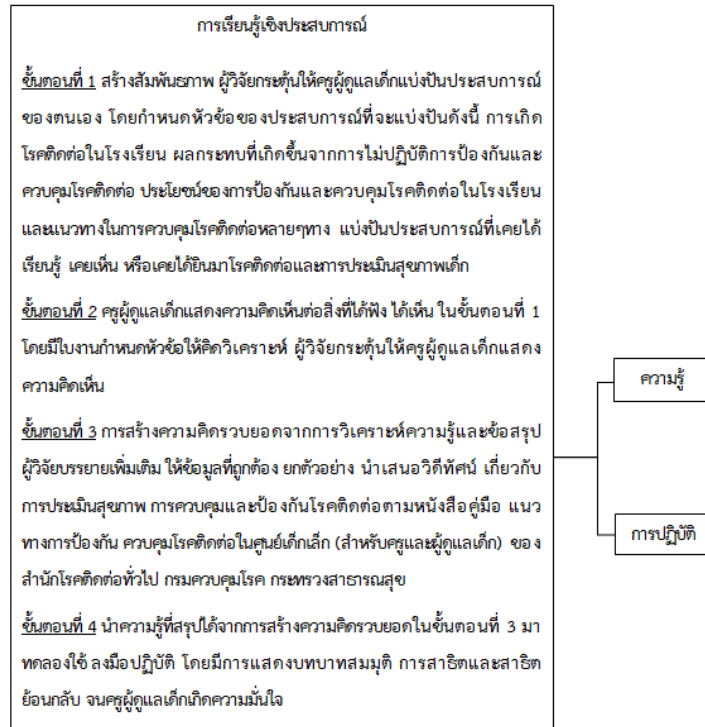 การเรียนรู้เชิงประสบการณ์
ขั้นตอนที่ 1 สร้างสัมพันธภาพ ผู้วิจัยกระตุ้นให้ครูผู้ดูแลเด็กแบ่งปันประสบการณ์
ของตนเอง โดยกำหนดหัวข้อของประสบการณ์ที่จะแบ่งปันดังนี้ การเกิด
โรคติดต่อในโรงเรียน ผลกระทบที่เกิดขึ้นจากการไม่ปฏิบัติการป้องกันและ
ควบคุมโรคติดต่อ ประโยชน์ของการป้องกันและควบคุมโรคติดต่อในโรงเรียน
และแนวทางในการควบคุมโรคติดต่อหลายๆทาง แบ่งปันประสบการณ์ที่เคยได้
เรียนรู้ เคยเห็น หรือเคยได้ยินมาโรคติดต่อและการประเมินสุขภาพเด็ก
ขั้นตอนที่ 2 ครูผู้ดูแลเด็กแสดงความคิดเห็นต่อสิ่งที่ได้ฟัง ได้เห็น ในขั้นตอนที่ 1
โดยมีใบงานกำหนดหัวข้อให้คิดวิเคราะห์ ผู้วิจัยกระตุ้นให้ครูผู้ดูแลเด็กแสดง
ความคิดเห็น
ขั้นตอนที่ 3 การสร้างความคิดรวบยอดจากการวิเคราะห์ความรู้และข้อสรุป
ผู้วิจัยบรรยายเพิ่มเติม ให้ข้อมูลที่ถูกต้อง ยกตัวอย่าง นำเสนอวิดีทัศน์ เกี่ยวกับ
การประเมินสุขภาพ การควบคุมและป้องกันโรคติดต่อตามหนังสือคู่มือ แนว
ทางการป้องกัน ควบคุมโรคติดต่อในศูนย์เด็กเล็ก (สำหรับครูและผู้ดูแลเด็ก) ของ
สำนักโรคติดต่อทั่วไป กรมควบคุมโรค กระทรวงสาธารณสุข
ขั้นตอนที่ 4 นำความรู้ที่สรุปได้จากการสร้างความคิดรวบยอดในขั้นตอนที่ 3 มา
ทดลองใช้ ลงมือปฏิบัติ โดยมีการแสดงบทบาทสมมุติ การสาธิตและสาธิต
ย้อนกลับ จนครูผู้ดูแลเด็กเกิดความมั่นใจ
ความรู้
การปฏิบัติ